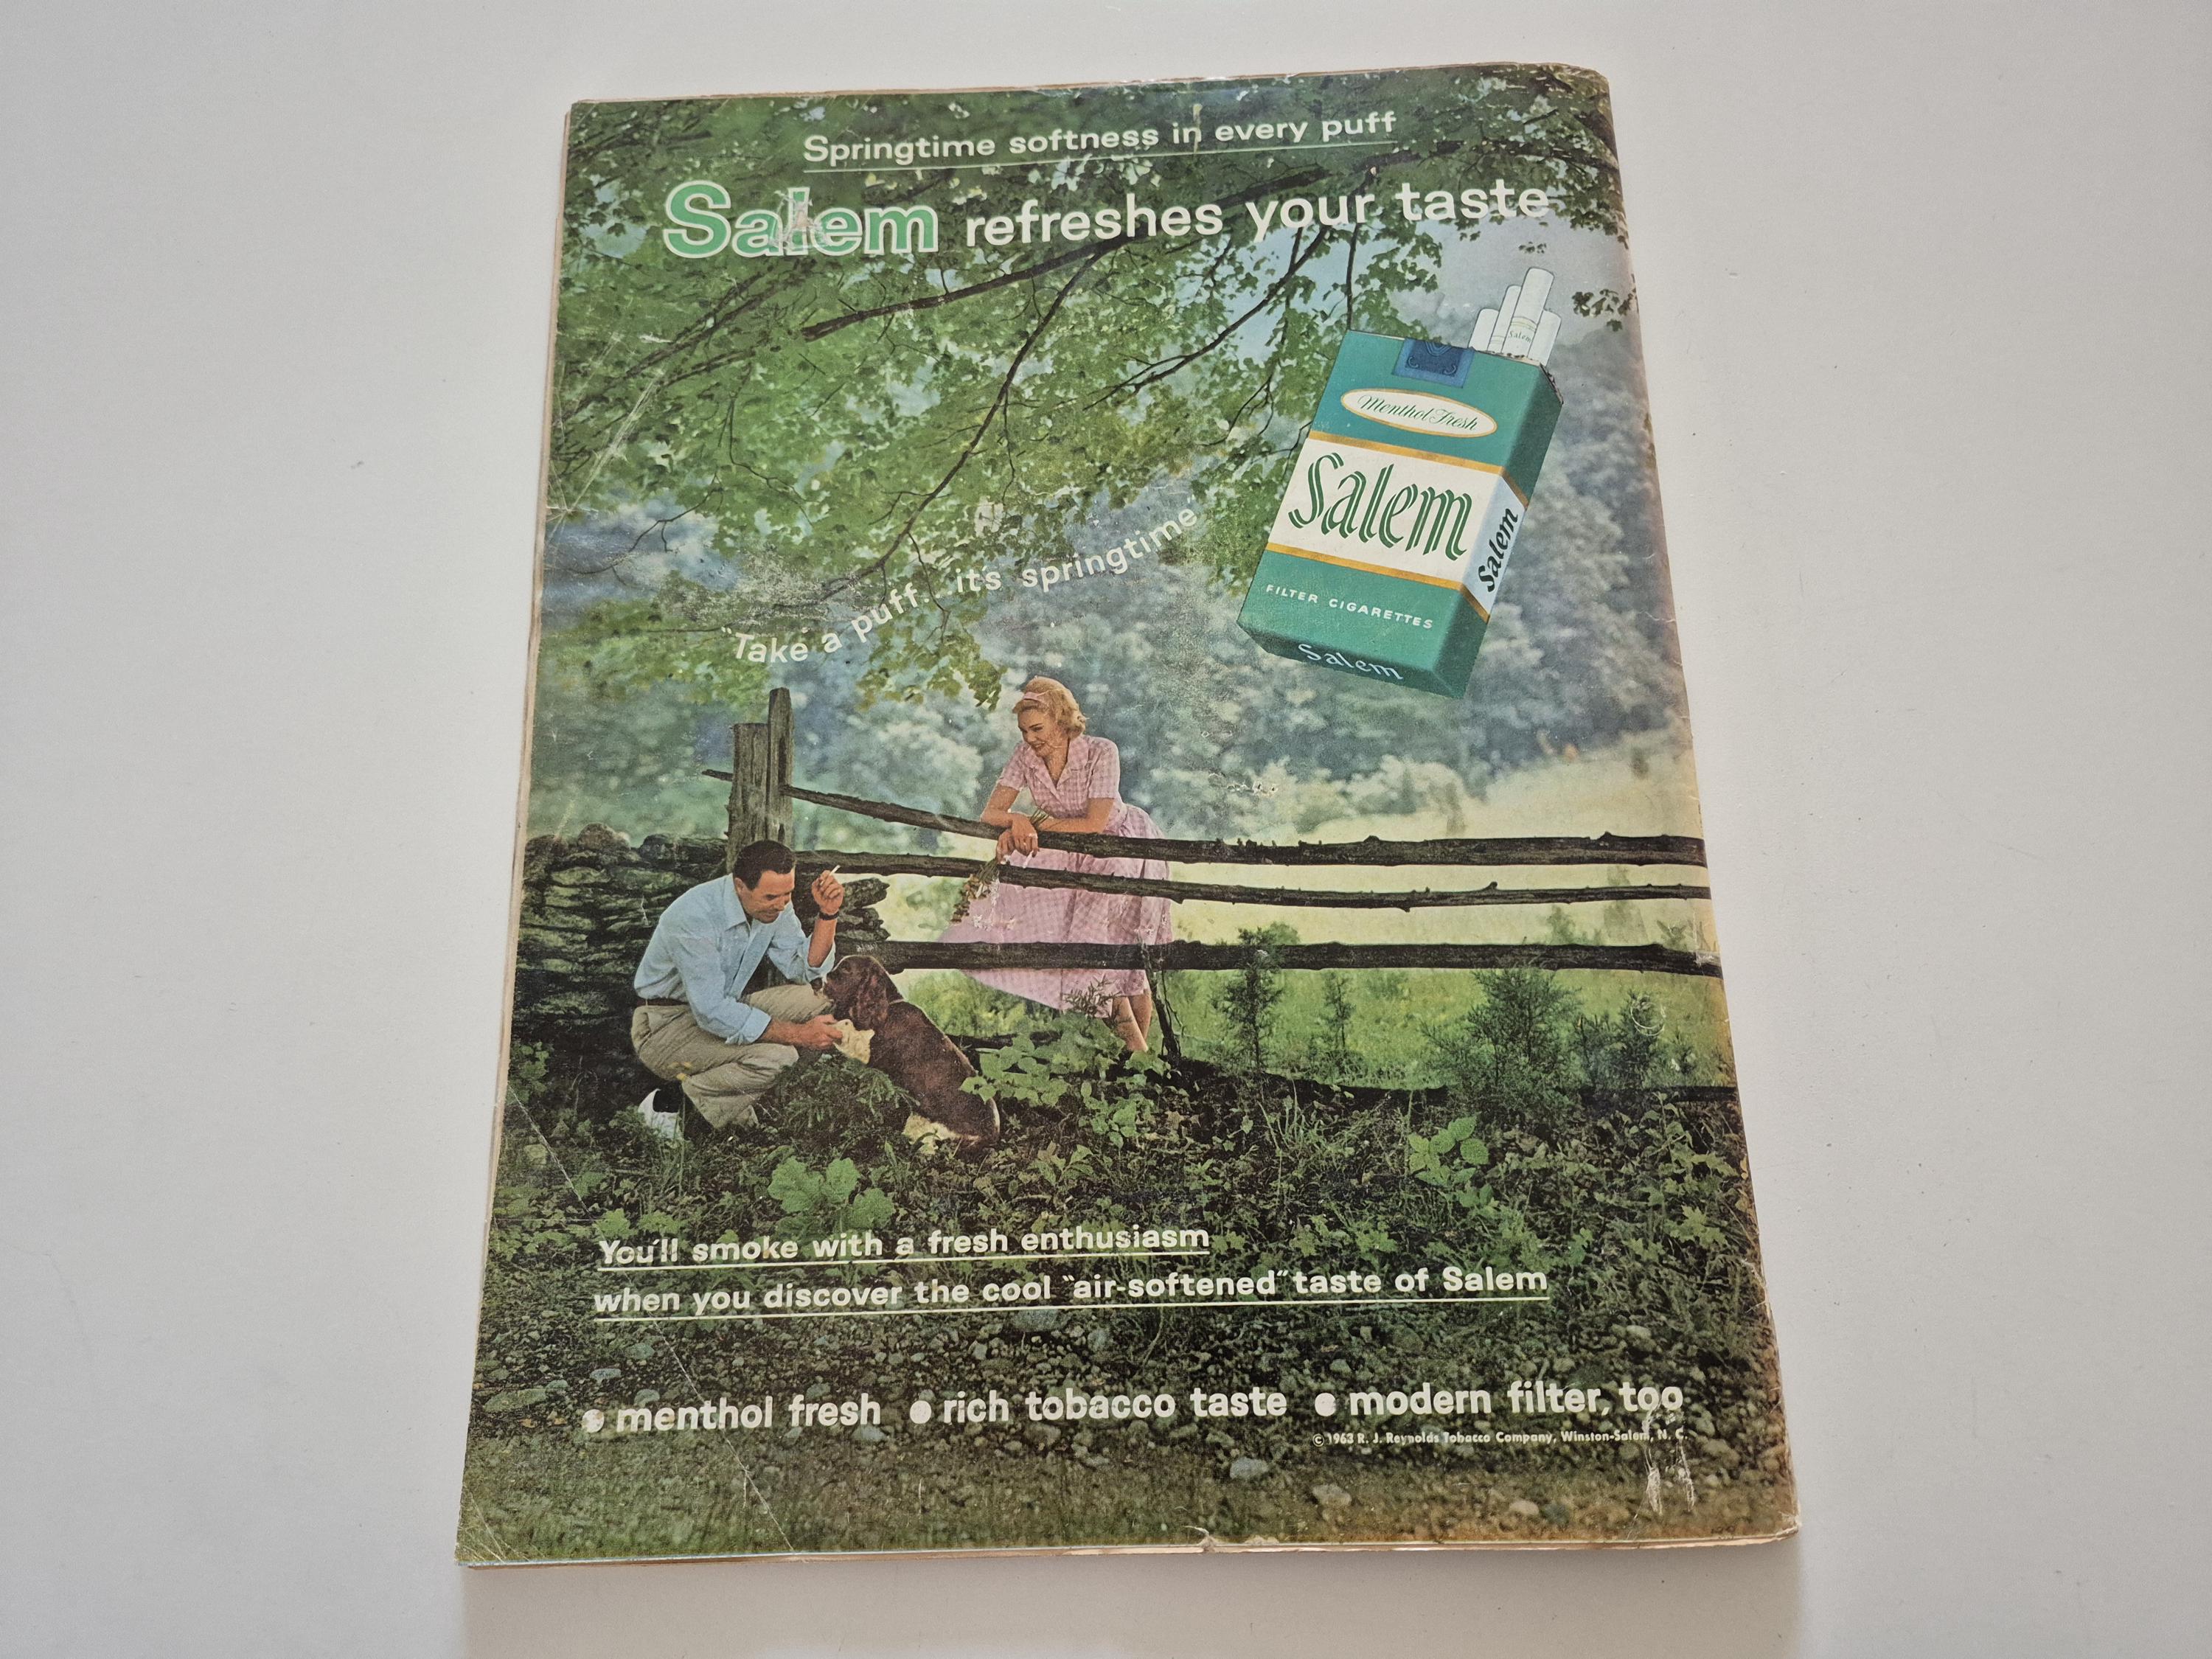 Springtime softness in every puff
Salem refreshes your taste
Salem
Menthol Fresh
Salem
Salem
FILTER CIGARETTES
Salem
"Take a puff...it's springtime
You'll smoke with a fresh enthusiasm
when you discover the cool "air-softened" taste of Salem
• menthol fresh • rich tobacco taste • modern filter, too
© 1963 R. J. Reynolds Tobacco Company, Winston-Salem, N. C.